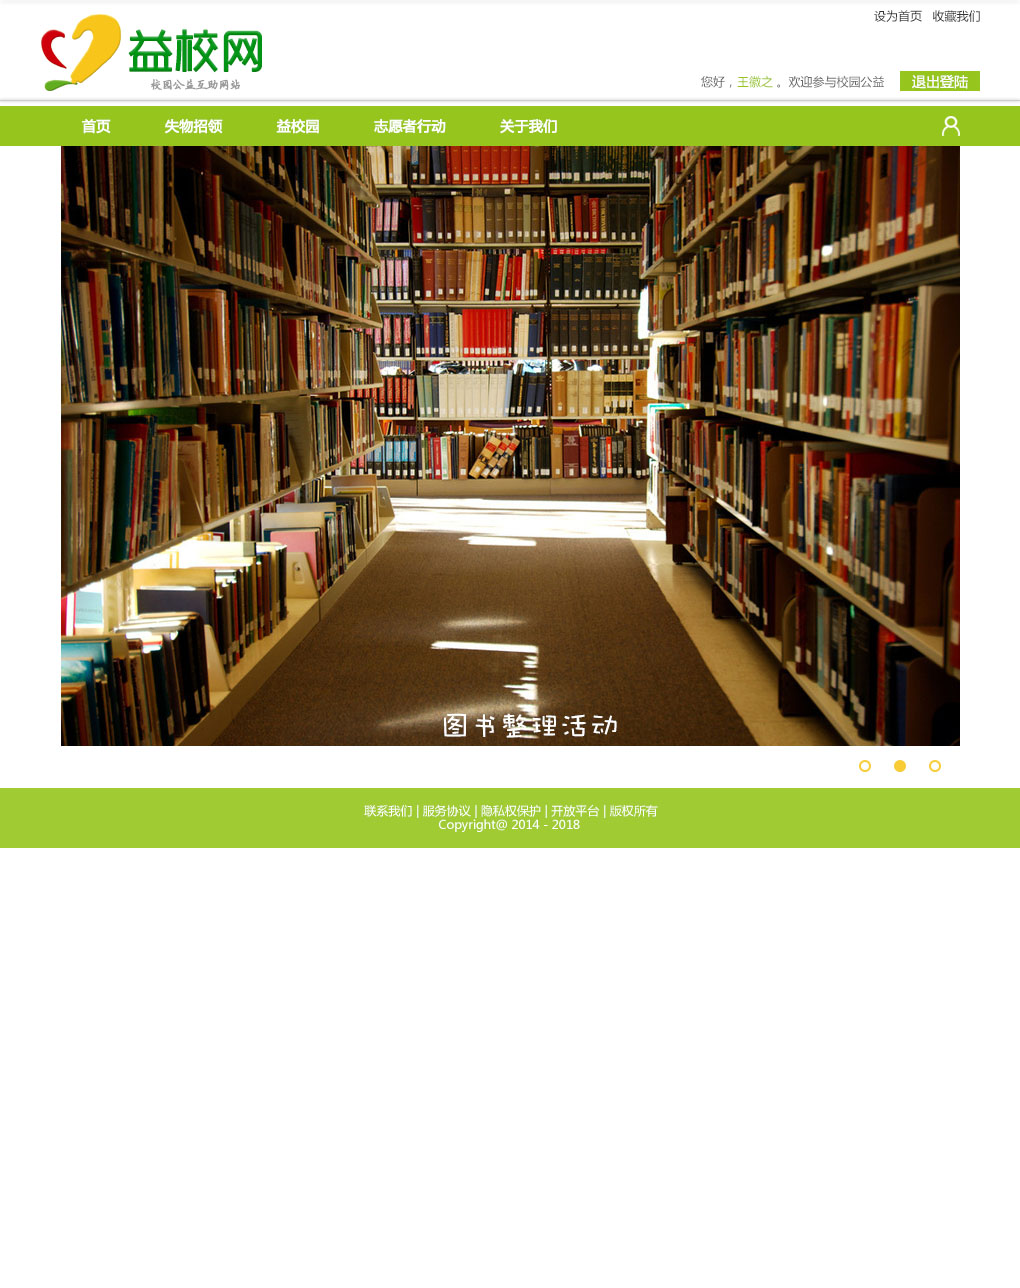 设为首页 收藏我们
益校网
校园公益互助网站
您好，王徽之 。欢迎参与校园公益 退出登陆
首页 失物招领 益校园 志愿者行动 关于我们
图书整理活动
联系我们 | 服务协议 | 隐私权保护 | 开放平台 | 版权所有
Copyright@ 2014 - 2018